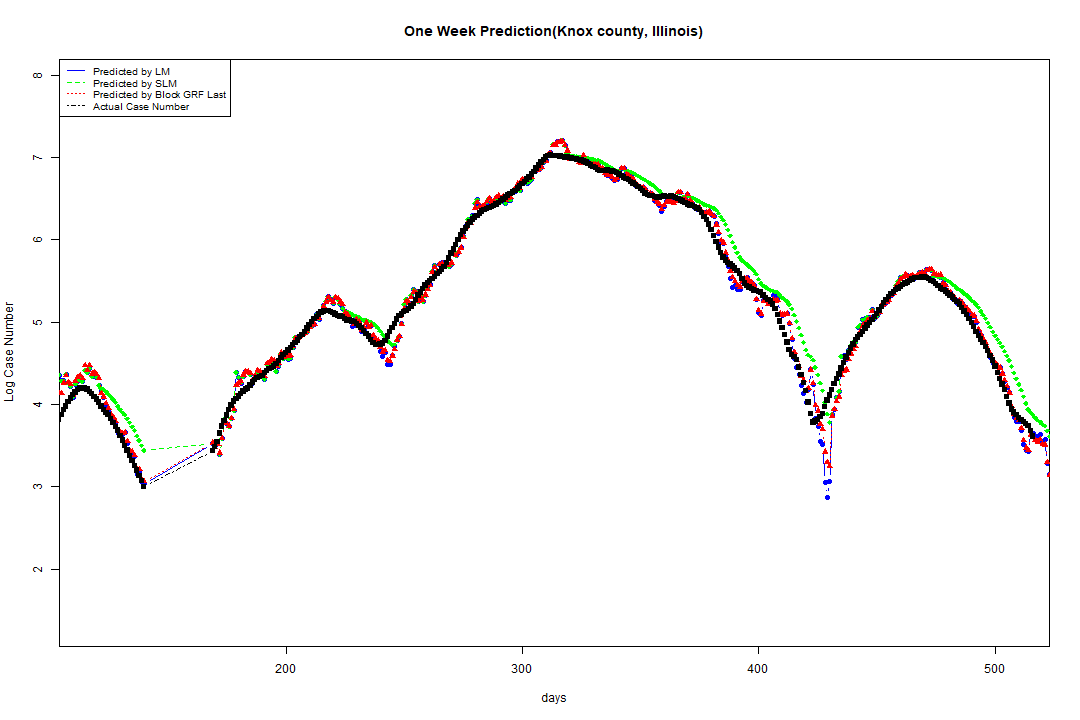 One Week Prediction(Knox county, Illinois)
Predicted by LM
Predicted by SLM
Predicted by Block GRF Last
Actual Case Number
8
7
6
5
4
3
2
Log Case Number
200
300
400
500
days